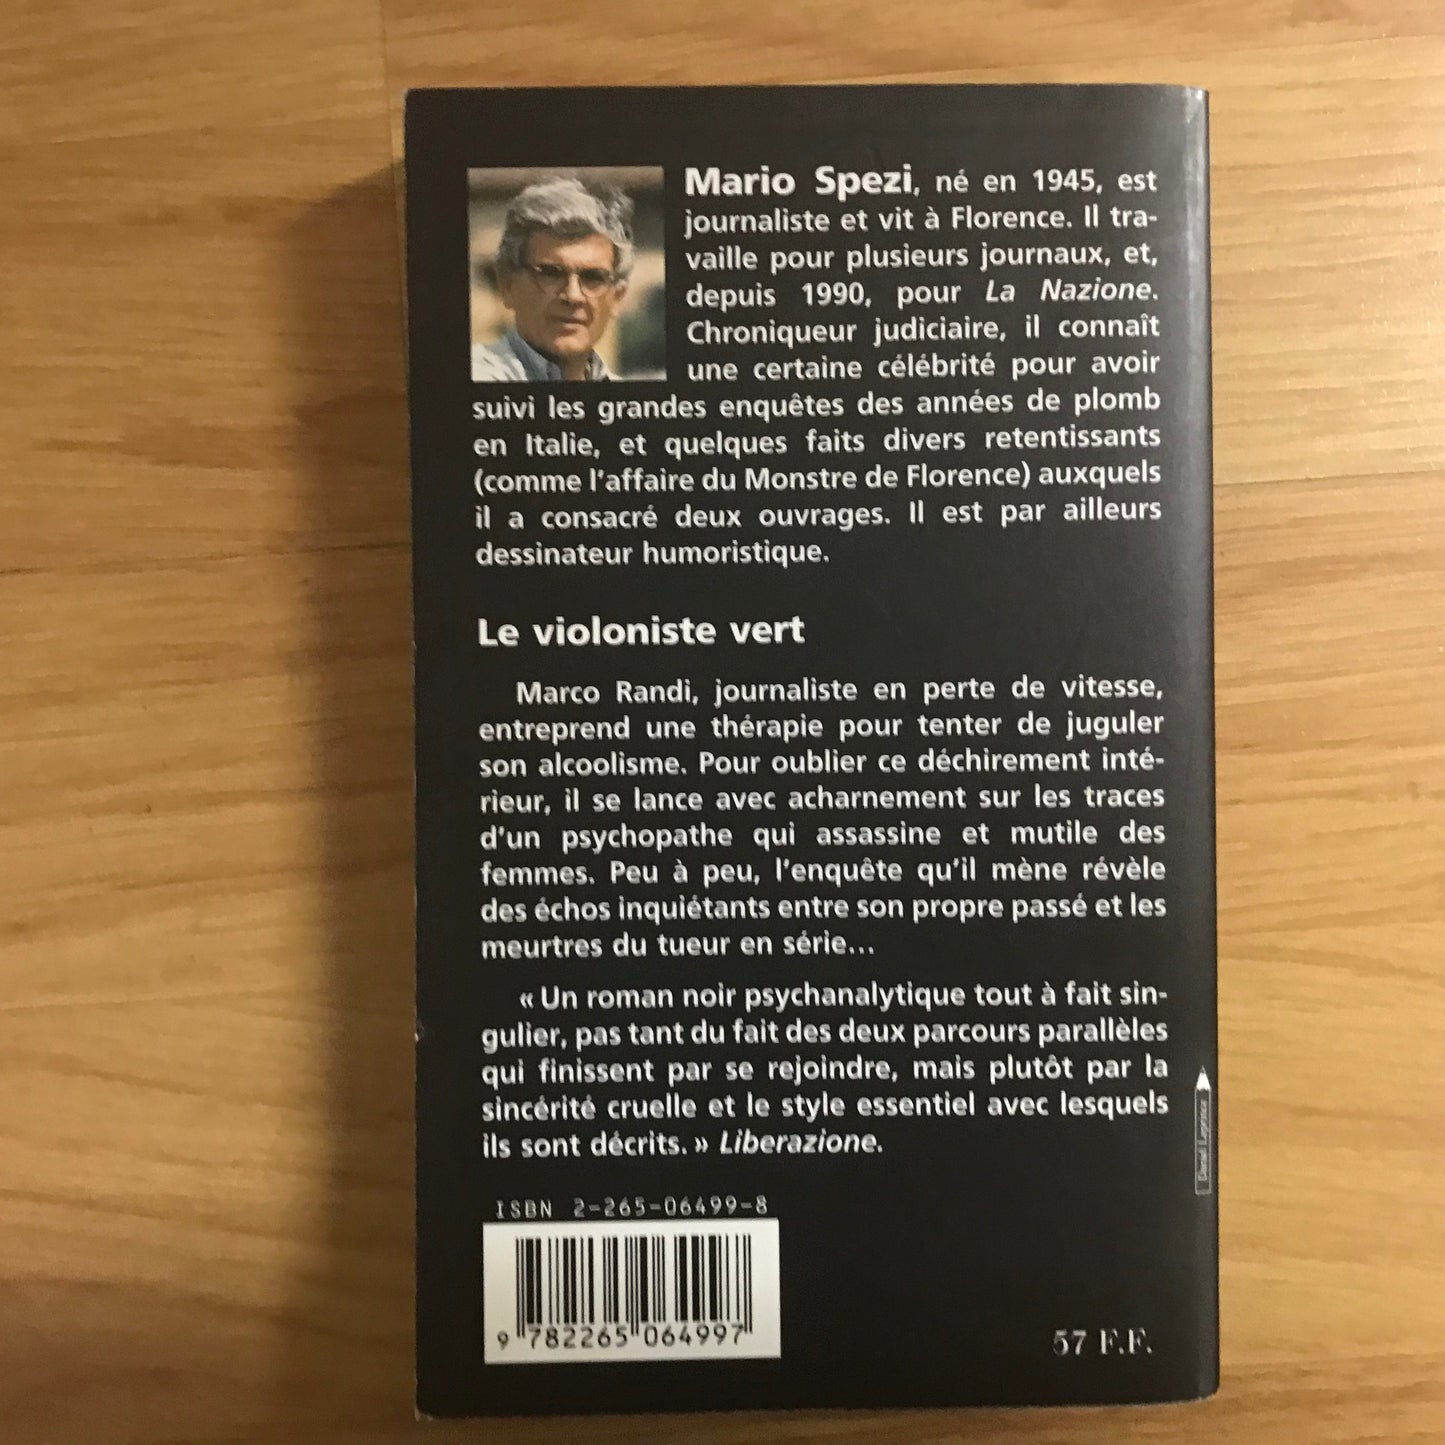 Mario Spezi, né en 1945, est
journaliste et vit à Florence. Il tra-
vaille pour plusieurs journaux, et,
depuis 1990, pour La Nazione.
Chroniqueur judiciaire, il connaît
une certaine célébrité pour avoir
suivi les grandes enquêtes des années de plomb
en Italie, et quelques faits divers retentissants
(comme l'affaire du Monstre de Florence) auxquels
il a consacré deux ouvrages. Il est par ailleurs
dessinateur humoristique.
Le violoniste vert
Marco Randi, journaliste en perte de vitesse,
entreprend une thérapie pour tenter de juguler
son alcoolisme. Pour oublier ce déchirement inté-
rieur, il se lance avec acharnement sur les traces
d'un psychopathe qui assassine et mutile des
femmes. Peu à peu, l'enquête qu'il mène révèle
des échos inquiétants entre son propre passé et les
meurtres du tueur en série...
« Un roman noir psychanalytique tout à fait sin-
gulier, pas tant du fait des deux parcours parallèles
qui finissent par se rejoindre, mais plutôt par la
sincérité cruelle et le style essentiel avec lesquels
ils sont décrits. » Liberazione.
Daniel Leprince
ISBN 2-265-06499-8
9 782265 064997
57 F.F.